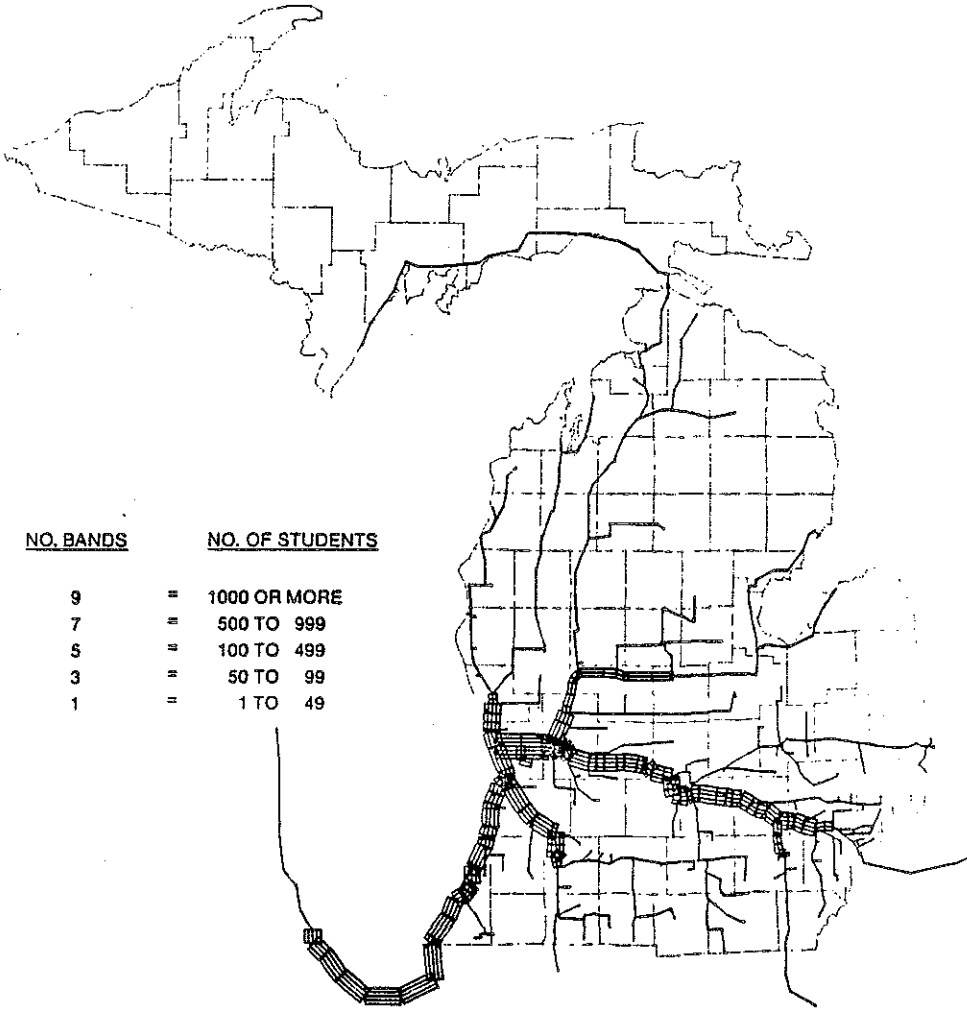 NO. BANDS NO. OF STUDENTS
9 = 1000 OR MORE
7 = 500 TO 999
5 = 100 TO 499
3 = 50 TO 99
1 = 1 TO 49